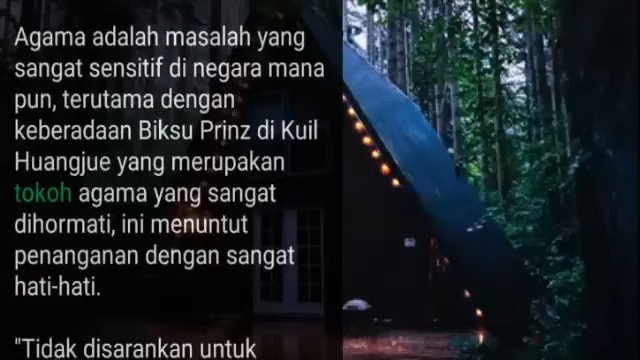 Agama adalah masalah yang
sangat sensitif di negara mana
pun, terutama dengan
keberadaan Biksu Prinz di Kuil
Huangjue yang merupakan
tokoh agama yang sangat
dihormati, ini menuntut
penanganan dengan sangat
hati-hati.
"Tidak disarankan untuk